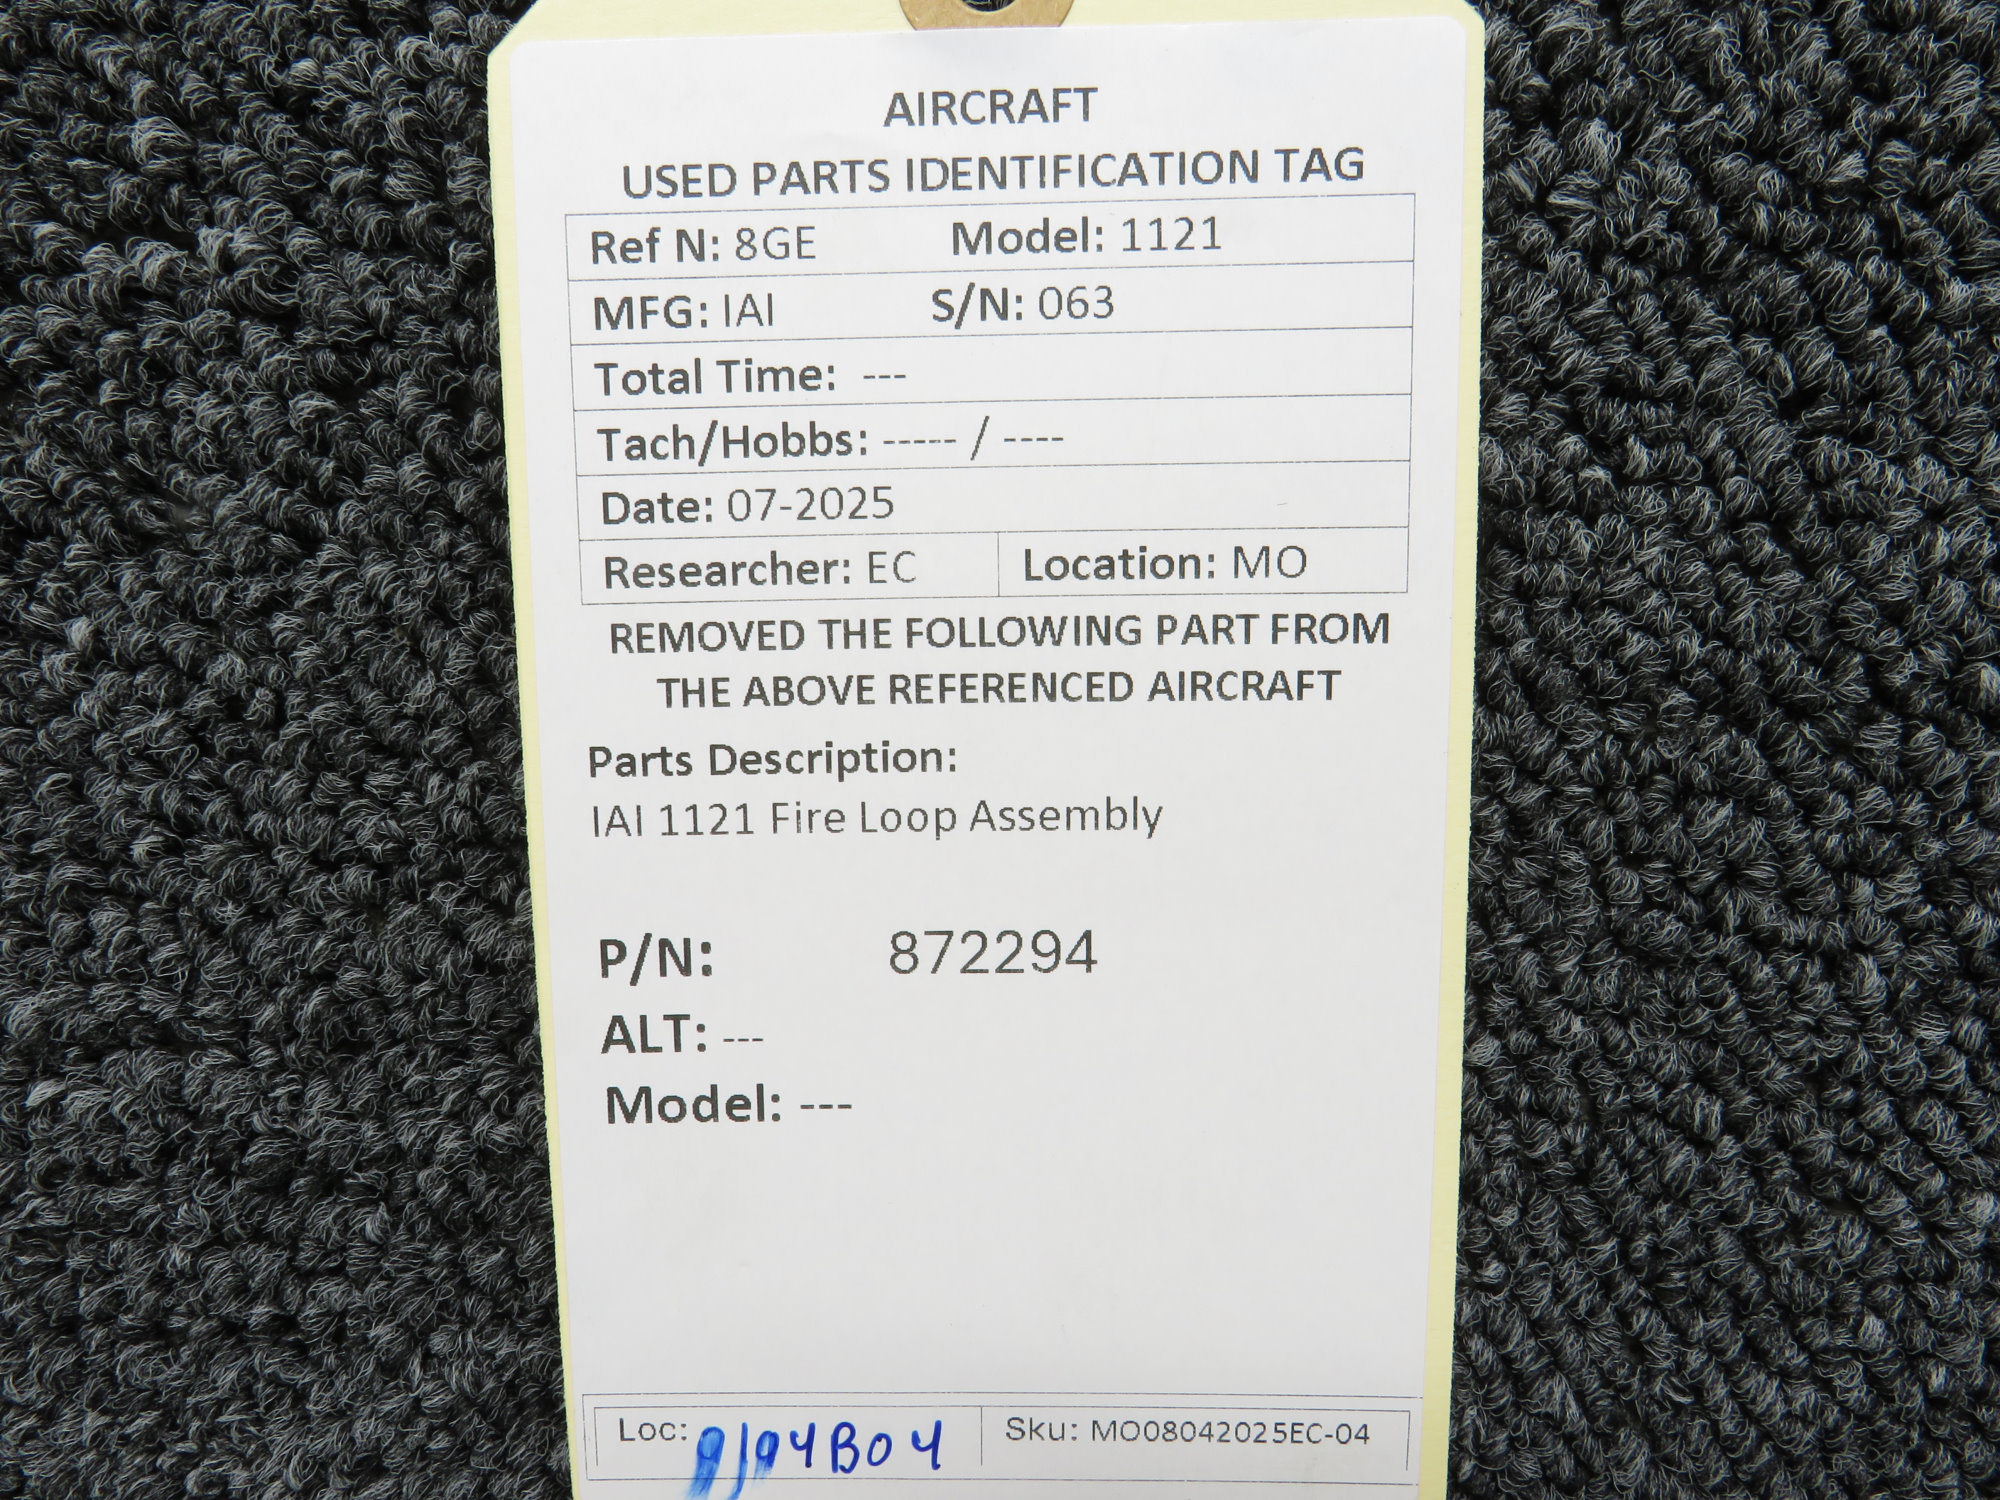 AIRCRAFT
USED PARTS IDENTIFICATION TAG
Ref N: 8GE Model: 1121
MFG: IAI S/N: 063
Total Time: ---
Tach/Hobbs: ----- / ----
Date: 07-2025
Researcher: EC Location: MO
REMOVED THE FOLLOWING PART FROM
THE ABOVE REFERENCED AIRCRAFT
Parts Description:
IAI 1121 Fire Loop Assembly
P/N: 872294
ALT: ---
Model: ---
Loc: Sku: MO08042025EC-04